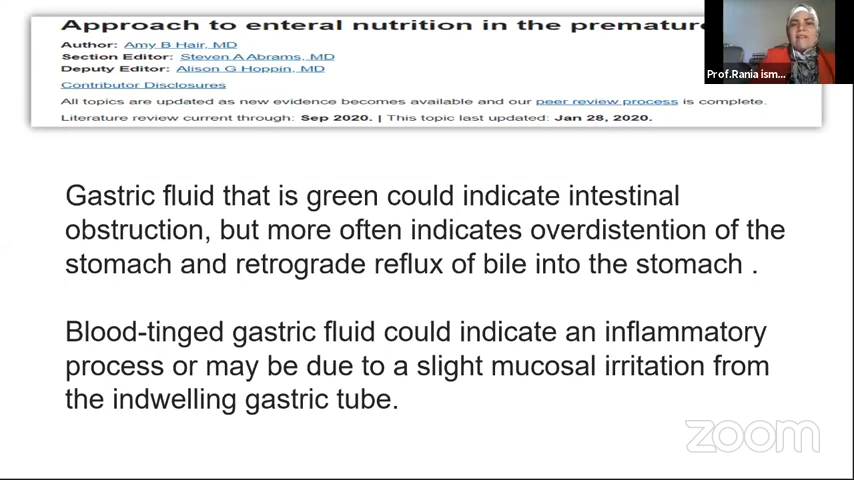 Approach to enteral nutrition in the premature
Author: Amy B Hair, MD
Section Editor: Steven A Abrams, MD
Deputy Editor: Alison G Hoppin, MD
Contributor Disclosures
All topics are updated as new evidence becomes available and our peer review process is complete.
Literature review current through: Sep 2020. | This topic last updated: Jan 28, 2020.
Prof.Rania ism...
Gastric fluid that is green could indicate intestinal
obstruction, but more often indicates overdistention of the
stomach and retrograde reflux of bile into the stomach .
Blood-tinged gastric fluid could indicate an inflammatory
process or may be due to a slight mucosal irritation from
the indwelling gastric tube.
zoom